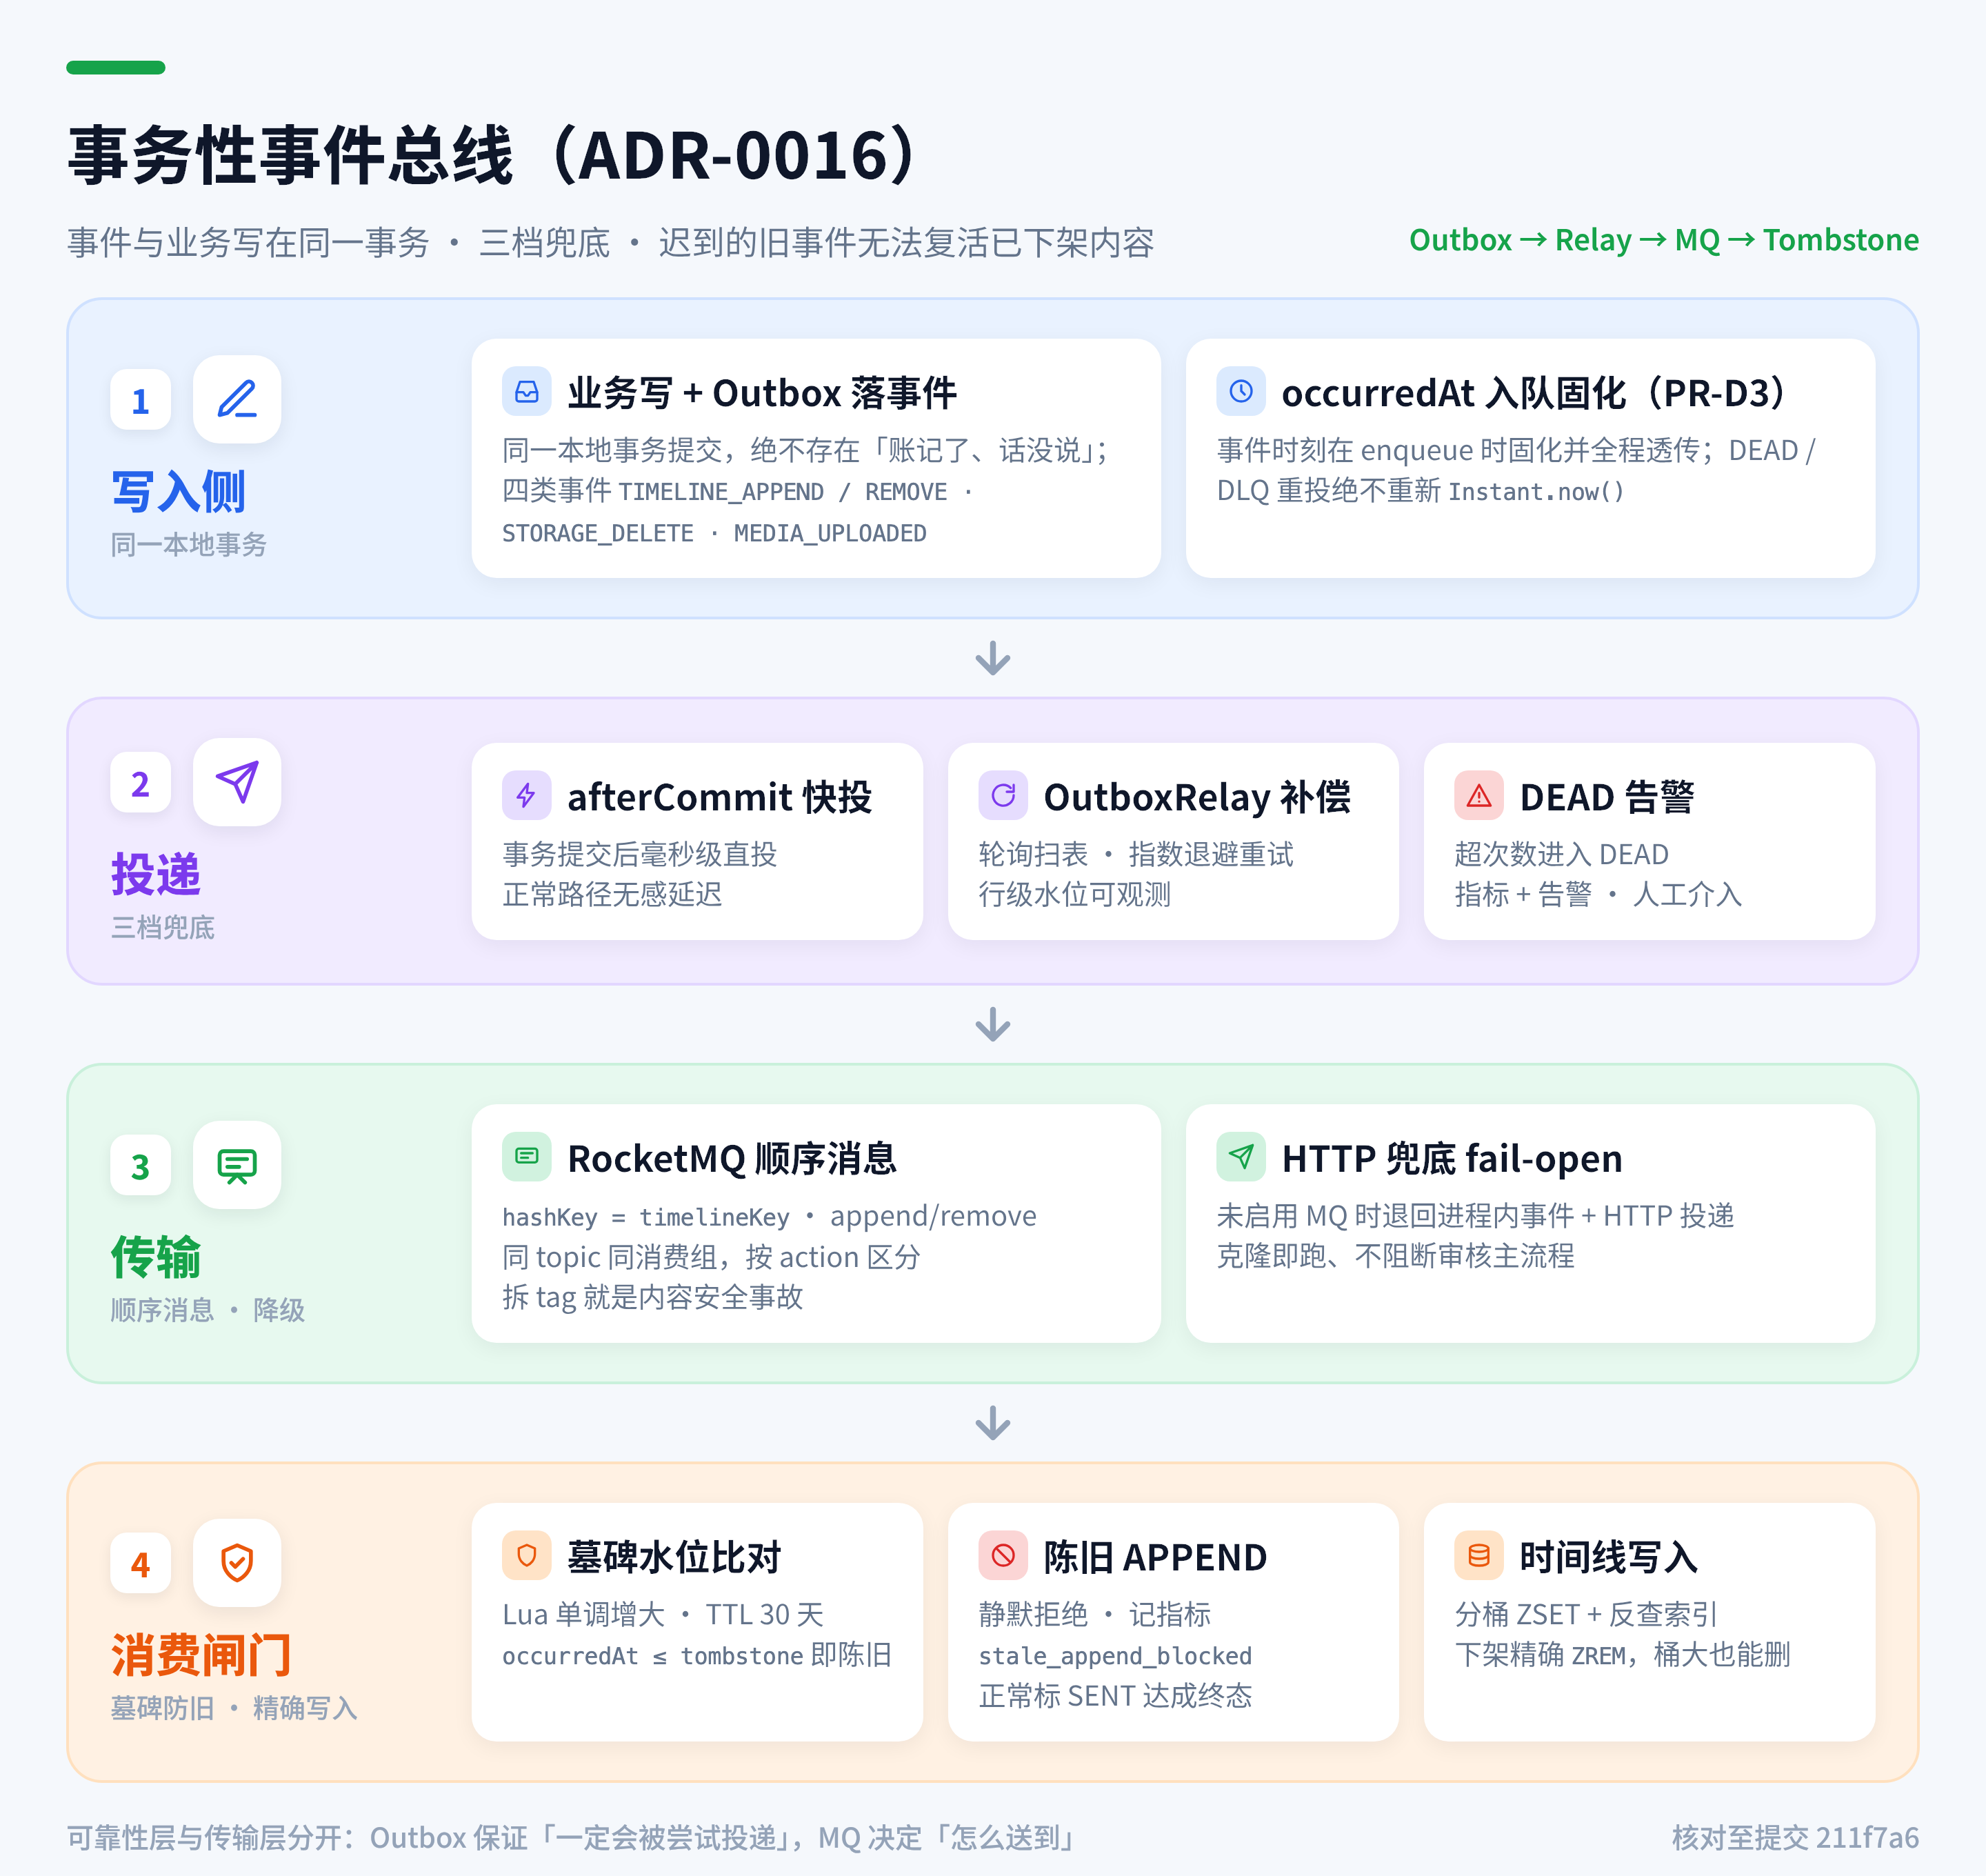 事务性事件总线（ADR-0016）
事件与业务写在同一事务 · 三档兜底 · 迟到的旧事件无法复活已下架内容
Outbox → Relay → MQ → Tombstone
1
写入侧
同一本地事务
业务写 + Outbox 落事件
同一本地事务提交，绝不存在「账记了、话没说」；
四类事件 TIMELINE_APPEND / REMOVE ·
STORAGE_DELETE · MEDIA_UPLOADED
occurredAt 入队固化（PR-D3）
事件时刻在 enqueue 时固化并全程透传；DEAD /
DLQ 重投绝不重新 Instant.now()
2
投递
三档兜底
afterCommit 快投
事务提交后毫秒级直投
正常路径无感延迟
OutboxRelay 补偿
轮询扫表 · 指数退避重试
行级水位可观测
DEAD 告警
超次数进入 DEAD
指标 + 告警 · 人工介入
3
传输
顺序消息 · 降级
RocketMQ 顺序消息
hashKey = timelineKey · append/remove
同 topic 同消费组，按 action 区分
拆 tag 就是内容安全事故
HTTP 兜底 fail-open
未启用 MQ 时退回进程内事件 + HTTP 投递
克隆即跑、不阻断审核主流程
4
消费闸门
墓碑防旧 · 精确写入
墓碑水位比对
Lua 单调增大 · TTL 30 天
occurredAt ≤ tombstone 即陈旧
陈旧 APPEND
静默拒绝 · 记指标
stale_append_blocked
正常标 SENT 达成终态
时间线写入
分桶 ZSET + 反查索引
下架精确 ZREM，桶大也能删
可靠性层与传输层分开：Outbox 保证「一定会被尝试投递」，MQ 决定「怎么送到」
核对至提交 211f7a6